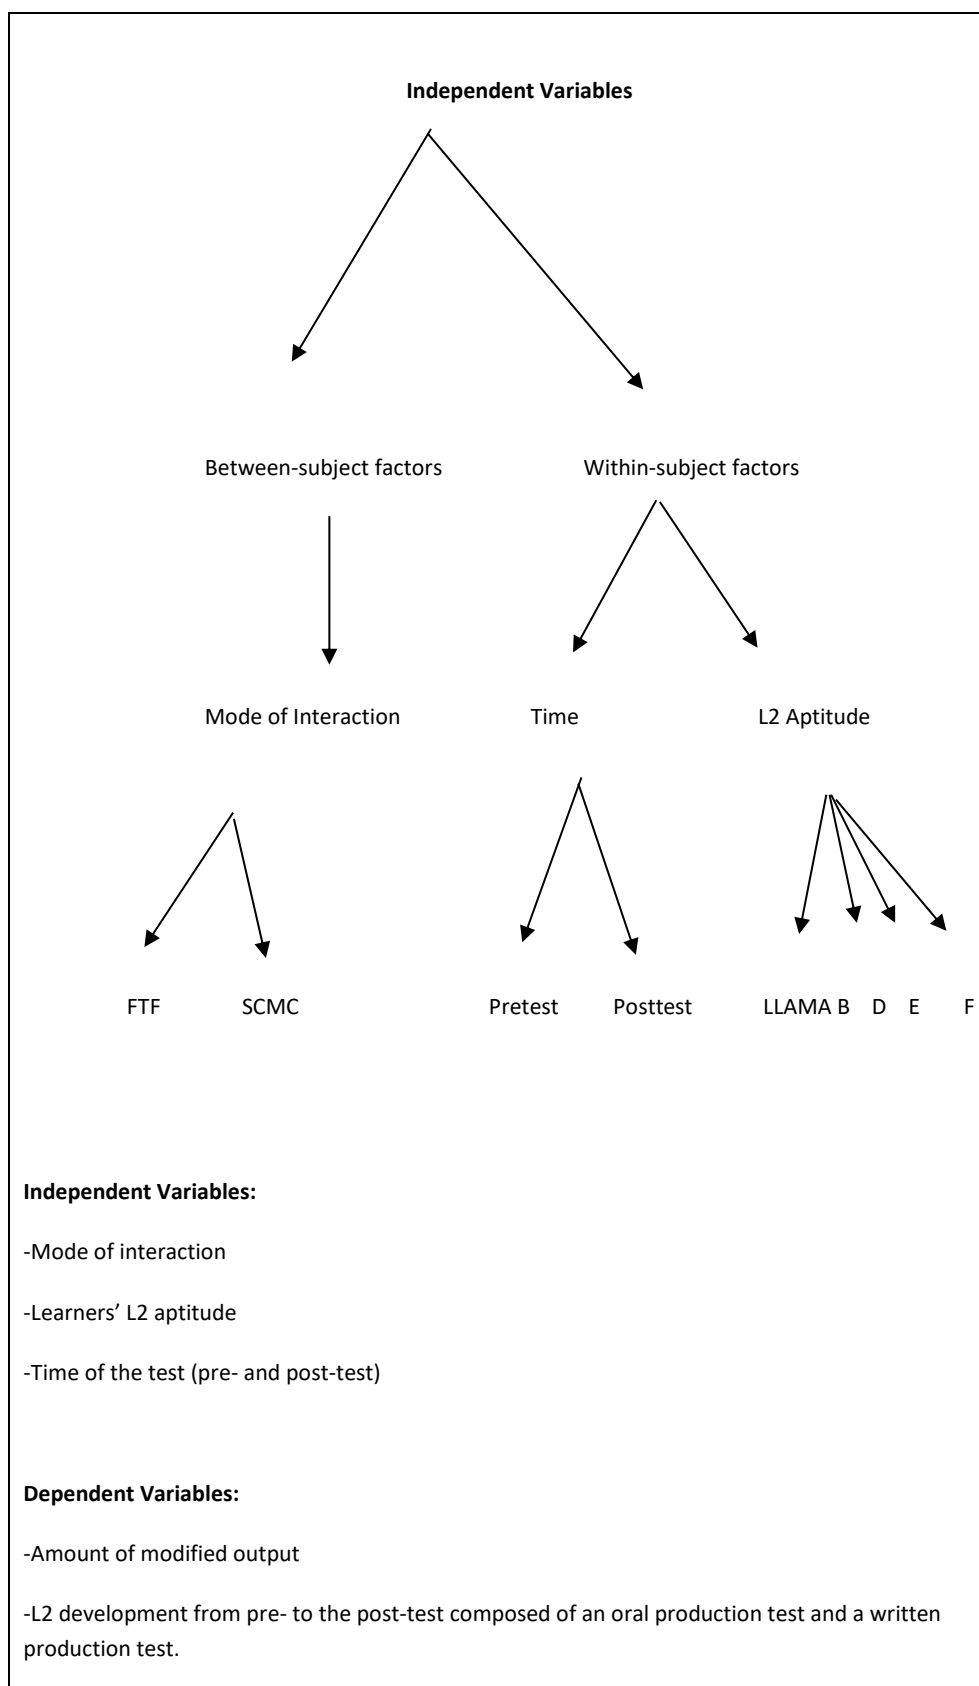 Independent Variables
Between-subject factors Within-subject factors
Mode of Interaction Time L2 Aptitude
FTF SCMC Pretest Posttest LLAMA B D E F
Independent Variables:
-Mode of interaction
-Learners’ L2 aptitude
-Time of the test (pre- and post-test)
Dependent Variables:
-Amount of modified output
-L2 development from pre- to the post-test composed of an oral production test and a written
production test.